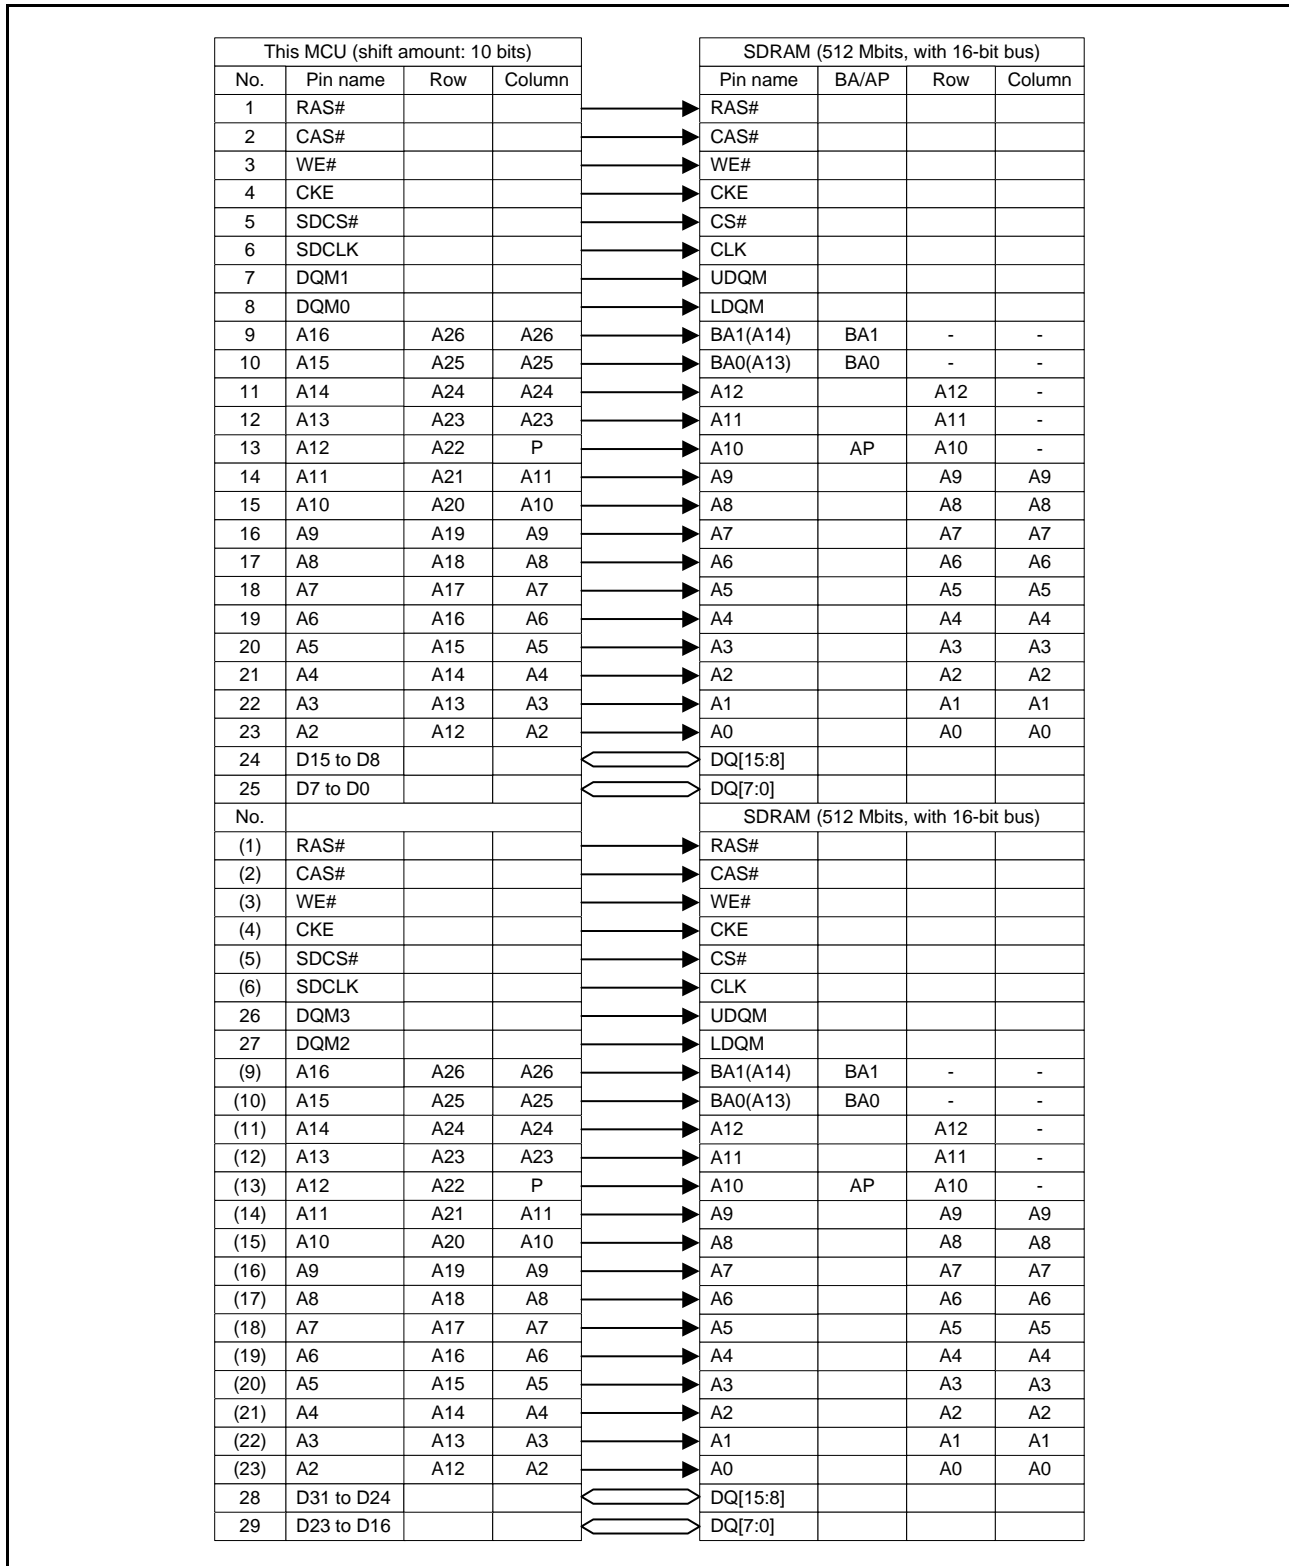 This MCU (shift amount: 10 bits) SDRAM (512 Mbits, with 16-bit bus)
No. Pin name Row Column Pin name BA/AP Row Column
1 RAS# RAS#
2 CAS# CAS#
3 WE# WE#
4 CKE CKE
5 SDCS# CS#
6 SDCLK CLK
7 DQM1 UDQM
8 DQM0 LDQM
9 A16 A26 A26 BA1(A14) BA1 - -
10 A15 A25 A25 BA0(A13) BA0 - -
11 A14 A24 A24 A12 A12 -
12 A13 A23 A23 A11 A11 -
13 A12 A22 P A10 AP A10 -
14 A11 A21 A11 A9 A9 A9
15 A10 A20 A10 A8 A8 A8
16 A9 A19 A9 A7 A7 A7
17 A8 A18 A8 A6 A6 A6
18 A7 A17 A7 A5 A5 A5
19 A6 A16 A6 A4 A4 A4
20 A5 A15 A5 A3 A3 A3
21 A4 A14 A4 A2 A2 A2
22 A3 A13 A3 A1 A1 A1
23 A2 A12 A2 A0 A0 A0
24 D15 to D8 DQ[15:8]
25 D7 to D0 DQ[7:0]
No. SDRAM (512 Mbits, with 16-bit bus)
(1) RAS# RAS#
(2) CAS# CAS#
(3) WE# WE#
(4) CKE CKE
(5) SDCS# CS#
(6) SDCLK CLK
26 DQM3 UDQM
27 DQM2 LDQM
(9) A16 A26 A26 BA1(A14) BA1 - -
(10) A15 A25 A25 BA0(A13) BA0 - -
(11) A14 A24 A24 A12 A12 -
(12) A13 A23 A23 A11 A11 -
(13) A12 A22 P A10 AP A10 -
(14) A11 A21 A11 A9 A9 A9
(15) A10 A20 A10 A8 A8 A8
(16) A9 A19 A9 A7 A7 A7
(17) A8 A18 A8 A6 A6 A6
(18) A7 A17 A7 A5 A5 A5
(19) A6 A16 A6 A4 A4 A4
(20) A5 A15 A5 A3 A3 A3
(21) A4 A14 A4 A2 A2 A2
(22) A3 A13 A3 A1 A1 A1
(23) A2 A12 A2 A0 A0 A0
28 D31 to D24 DQ[15:8]
29 D23 to D16 DQ[7:0]